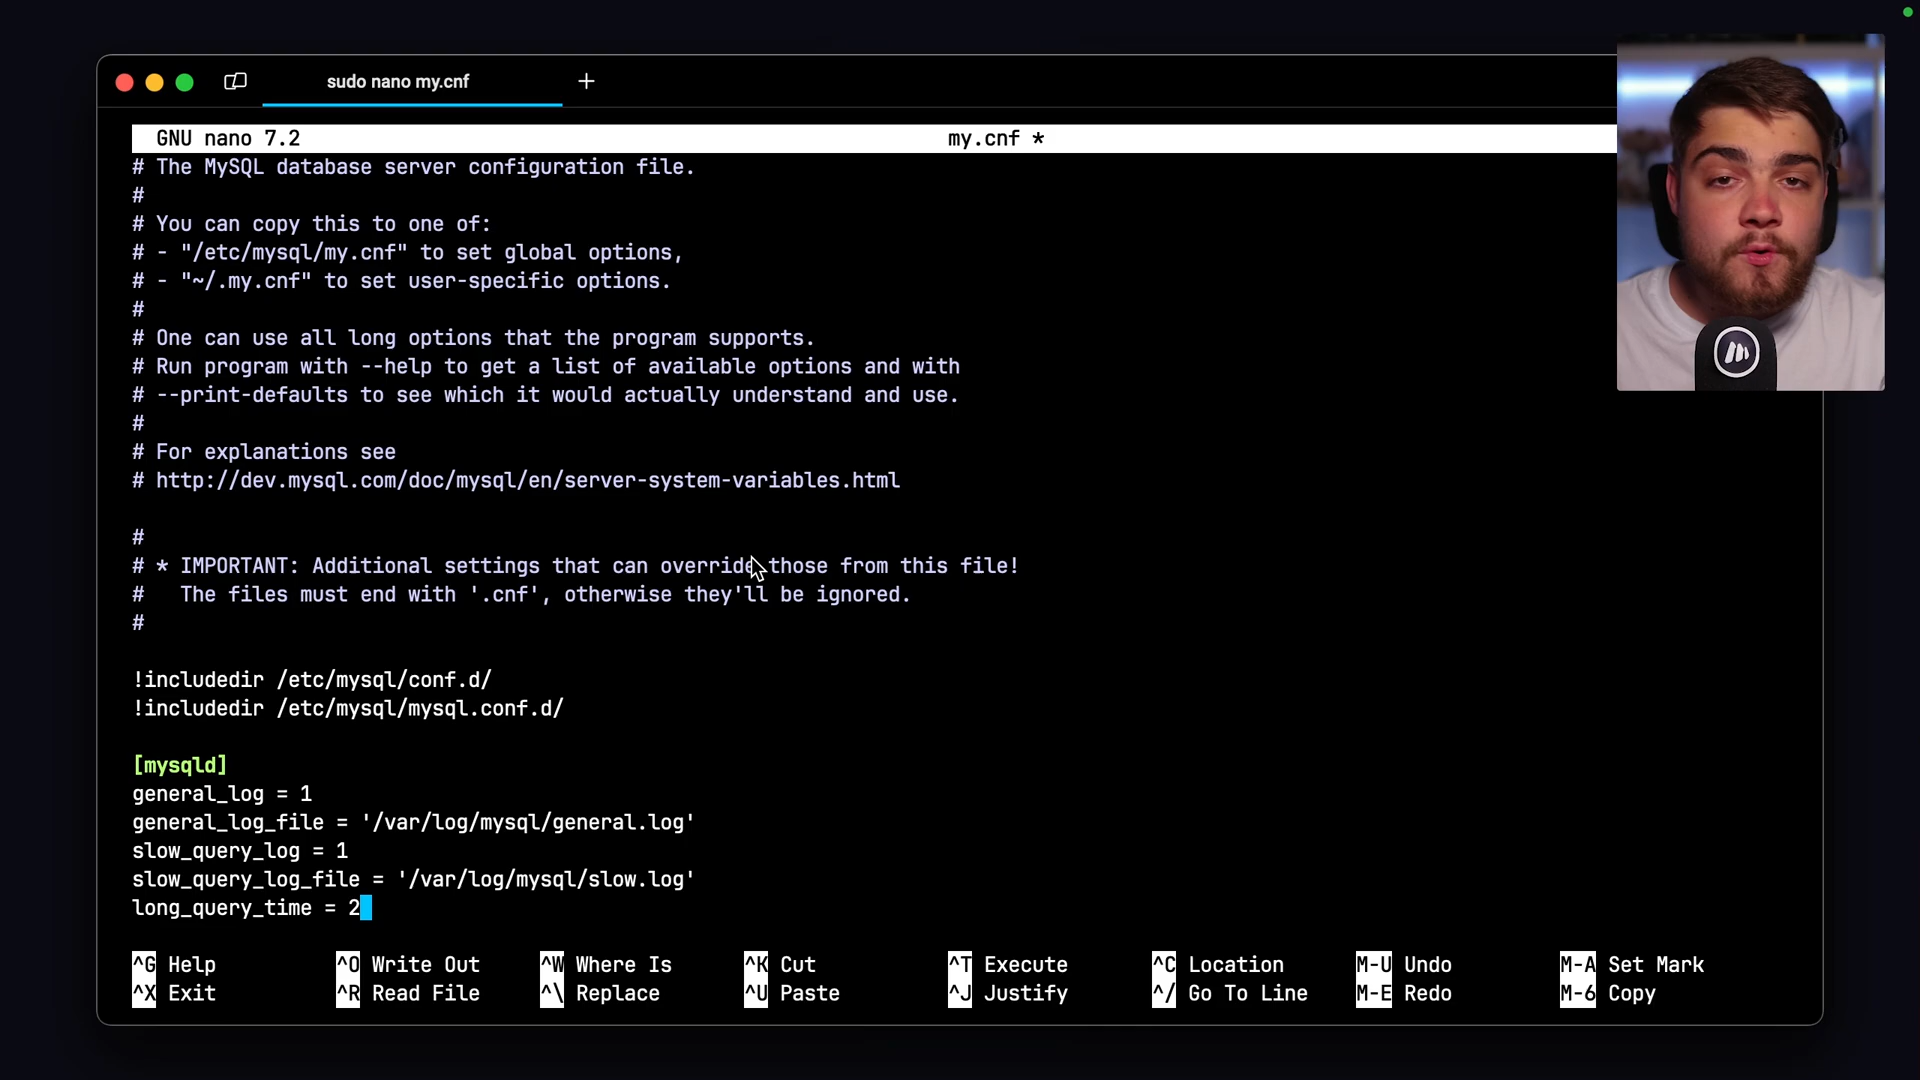 sudo nano my.cnf
GNU nano 7.2 my.cnf *
# The MySQL database server configuration file.
#
# You can copy this to one of:
# - "/etc/mysql/my.cnf" to set global options,
# - "~/.my.cnf" to set user-specific options.
#
# One can use all long options that the program supports.
# Run program with --help to get a list of available options and with
# --print-defaults to see which it would actually understand and use.
#
# For explanations see
# http://dev.mysql.com/doc/mysql/en/server-system-variables.html
#
# * IMPORTANT: Additional settings that can override those from this file!
#   The files must end with '.cnf', otherwise they'll be ignored.
#
!includedir /etc/mysql/conf.d/
!includedir /etc/mysql/mysql.conf.d/
[mysqld]
general_log = 1
general_log_file = '/var/log/mysql/general.log'
slow_query_log = 1
slow_query_log_file = '/var/log/mysql/slow.log'
long_query_time = 2
^G Help ^O Write Out ^W Where Is ^K Cut ^T Execute ^C Location M-U Undo M-A Set Mark
^X Exit ^R Read File ^\ Replace ^U Paste ^J Justify ^/ Go To Line M-E Redo M-6 Copy